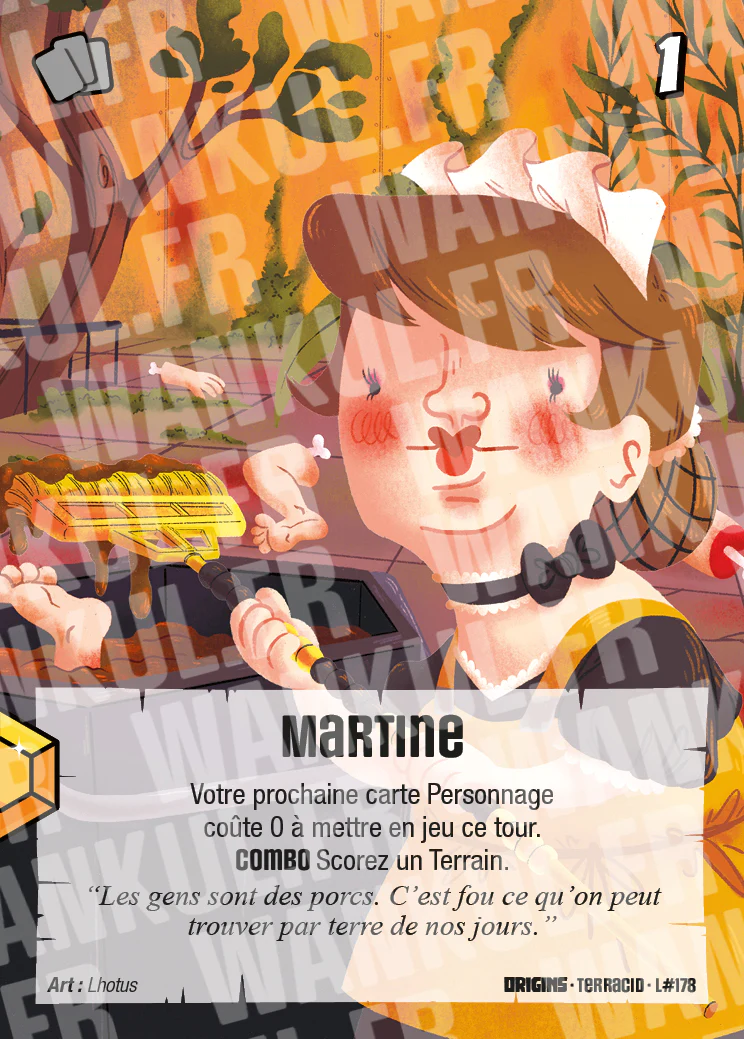 1
Martine
Votre prochaine carte Personnage
coûte 0 à mettre en jeu ce tour.
COMBO Scorez un Terrain.
“Les gens sont des porcs. C’est fou ce qu’on peut
trouver par terre de nos jours.”
Art : Lhotus
ORIGINS · TERRACID · L#178
WANKUL.FR